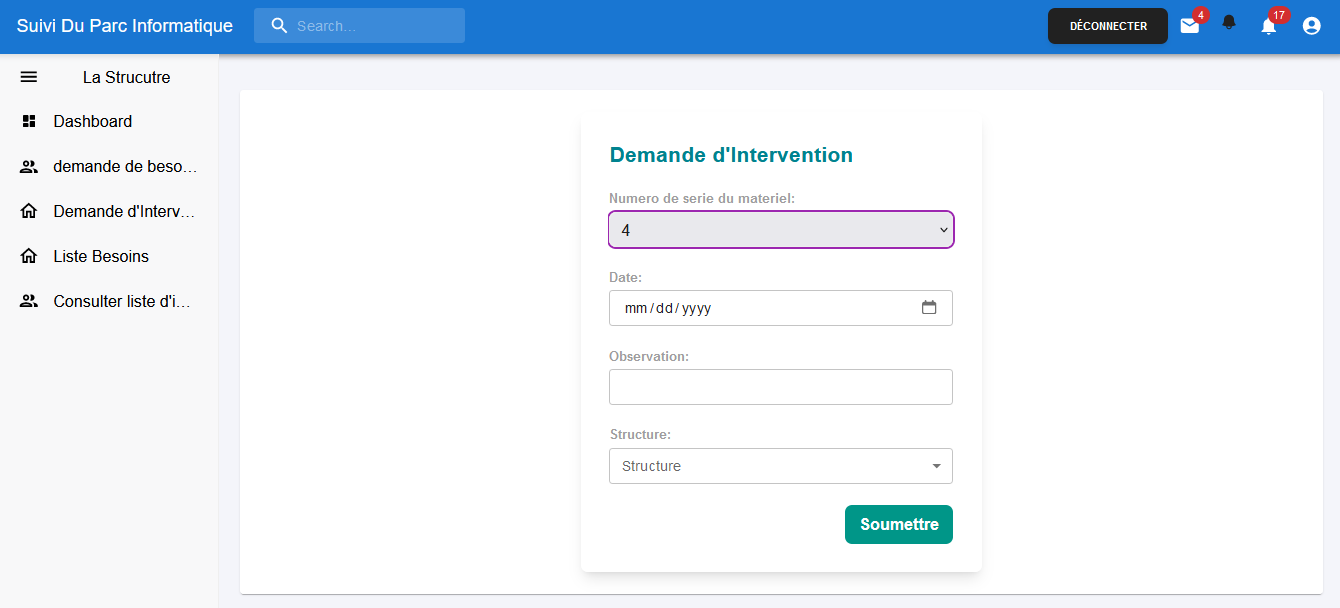 Suivi Du Parc Informatique
Search...
DÉCONNECTER
4
17
La Strucutre
Dashboard
demande de beso...
Demande d'Interv...
Liste Besoins
Consulter liste d'i...
Demande d'Intervention
Numero de serie du materiel:
4
Date:
mm/dd/yyyy
Observation:
Structure:
Structure
Soumettre